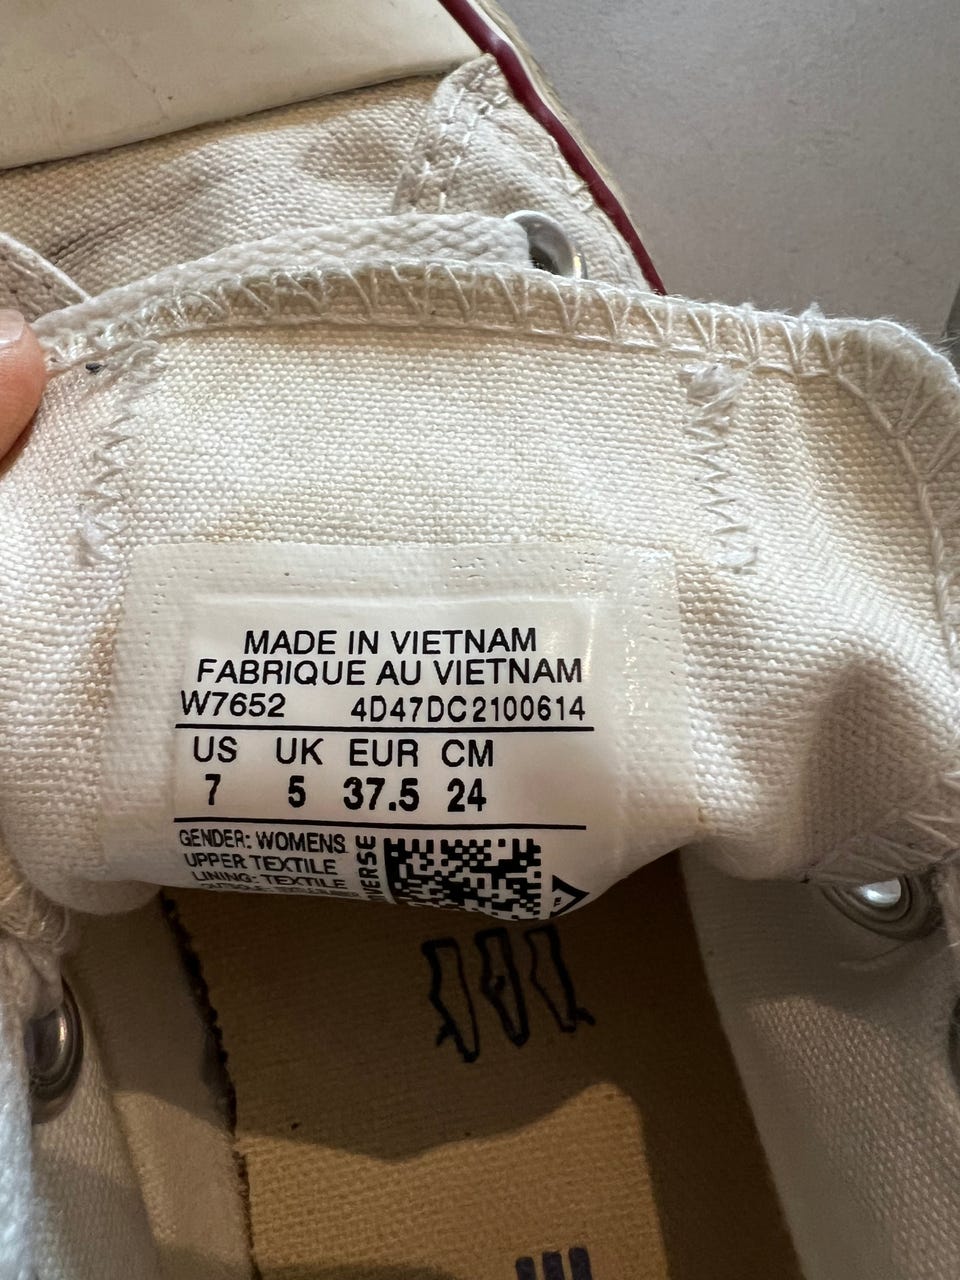 MADE IN VIETNAM
FABRIQUE AU VIETNAM
W7652 4D47DC2100614
US UK EUR CM
7 5 37.5 24
GENDER: WOMENS
UPPER: TEXTILE
LINING: TEXTILE